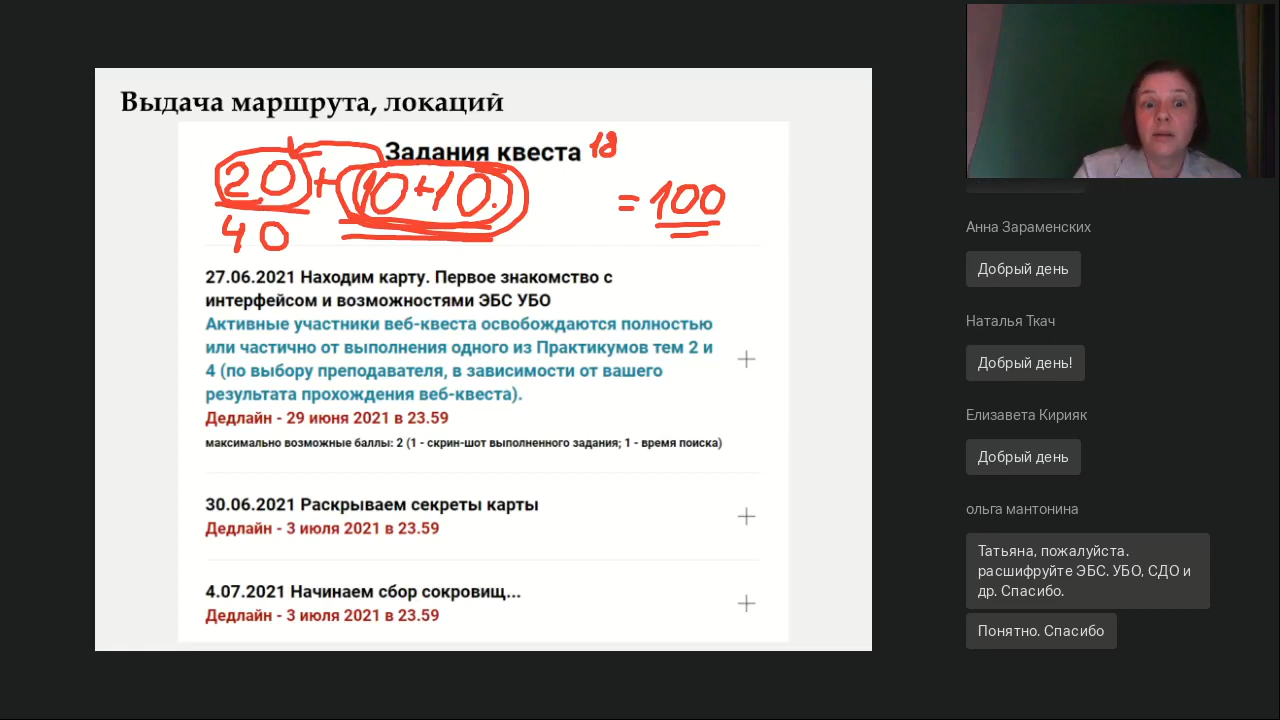 Выдача маршрута, локаций
Задания квеста
18
20 + (10+10)
= 100
40
27.06.2021 Находим карту. Первое знакомство с
интерфейсом и возможностями ЭБС УБО
Активные участники веб-квеста освобождаются полностью
или частично от выполнения одного из Практикумов тем 2 и
4 (по выбору преподавателя, в зависимости от вашего
результата прохождения веб-квеста).
Дедлайн - 29 июня 2021 в 23.59
максимально возможные баллы: 2 (1 - скрин-шот выполненного задания; 1 - время поиска)
30.06.2021 Раскрываем секреты карты
Дедлайн - 3 июля 2021 в 23.59
4.07.2021 Начинаем сбор сокровищ...
Дедлайн - 3 июля 2021 в 23.59
Анна Зараменских
Добрый день
Наталья Ткач
Добрый день!
Елизавета Кирияк
Добрый день
ольга мантонина
Татьяна, пожалуйста.
расшифруйте ЭБС. УБО, СДО и
др. Спасибо.
Понятно. Спасибо